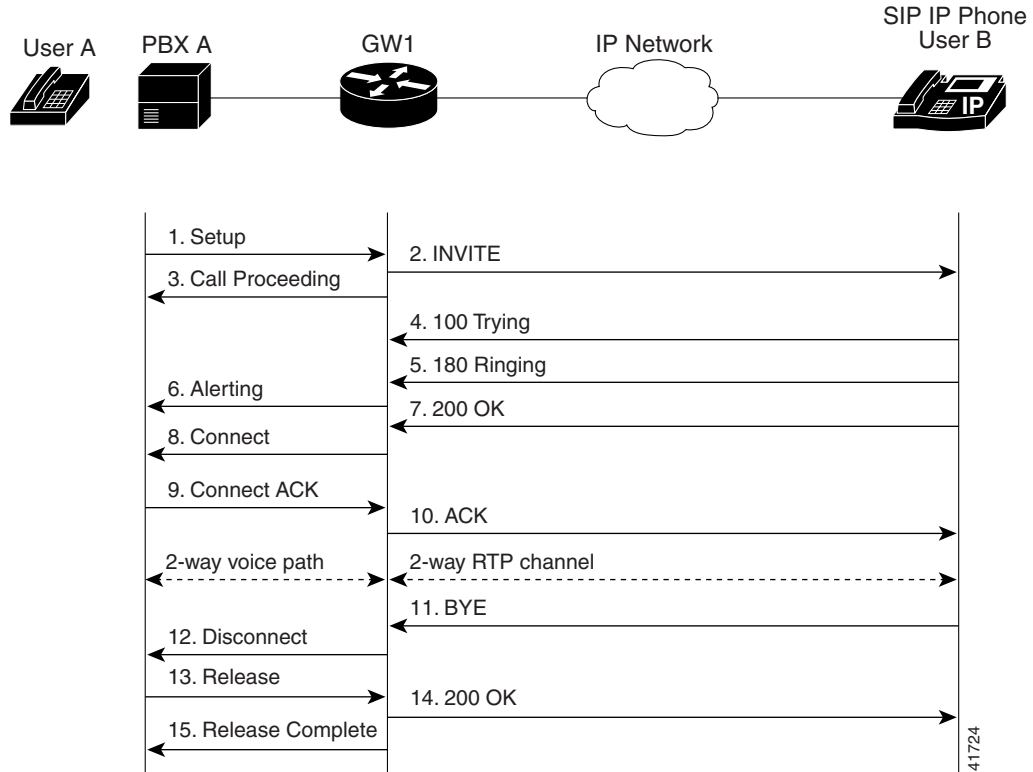 User A
PBX A
GW1
IP Network
SIP IP Phone
User B
IP
1. Setup
2. INVITE
3. Call Proceeding
4. 100 Trying
5. 180 Ringing
6. Alerting
7. 200 OK
8. Connect
9. Connect ACK
10. ACK
2-way voice path
2-way RTP channel
11. BYE
12. Disconnect
13. Release
14. 200 OK
15. Release Complete
41724